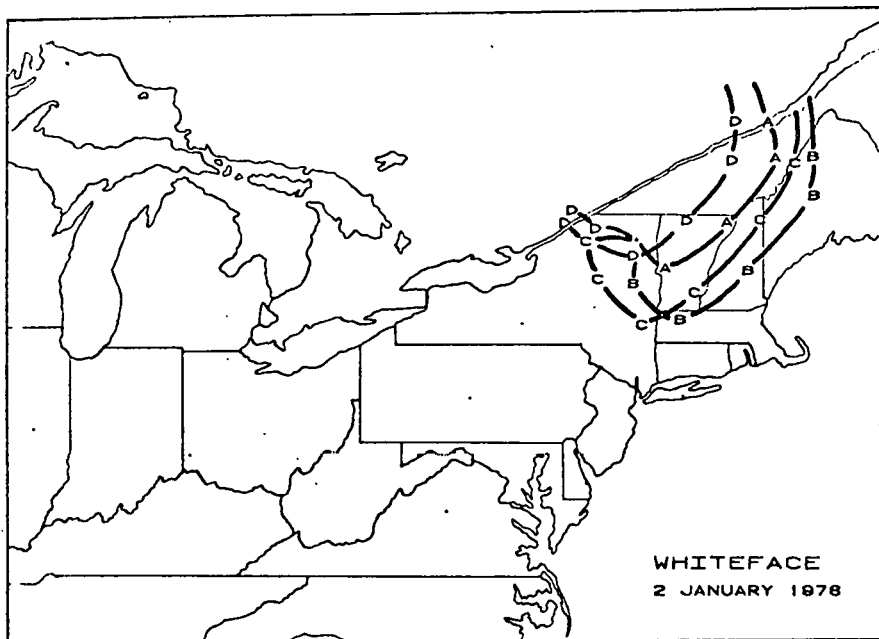 D A
D A C B
B
D
D D A C
D
C
D
A B
C B
C
C B
WHITEFACE
2 JANUARY 1978